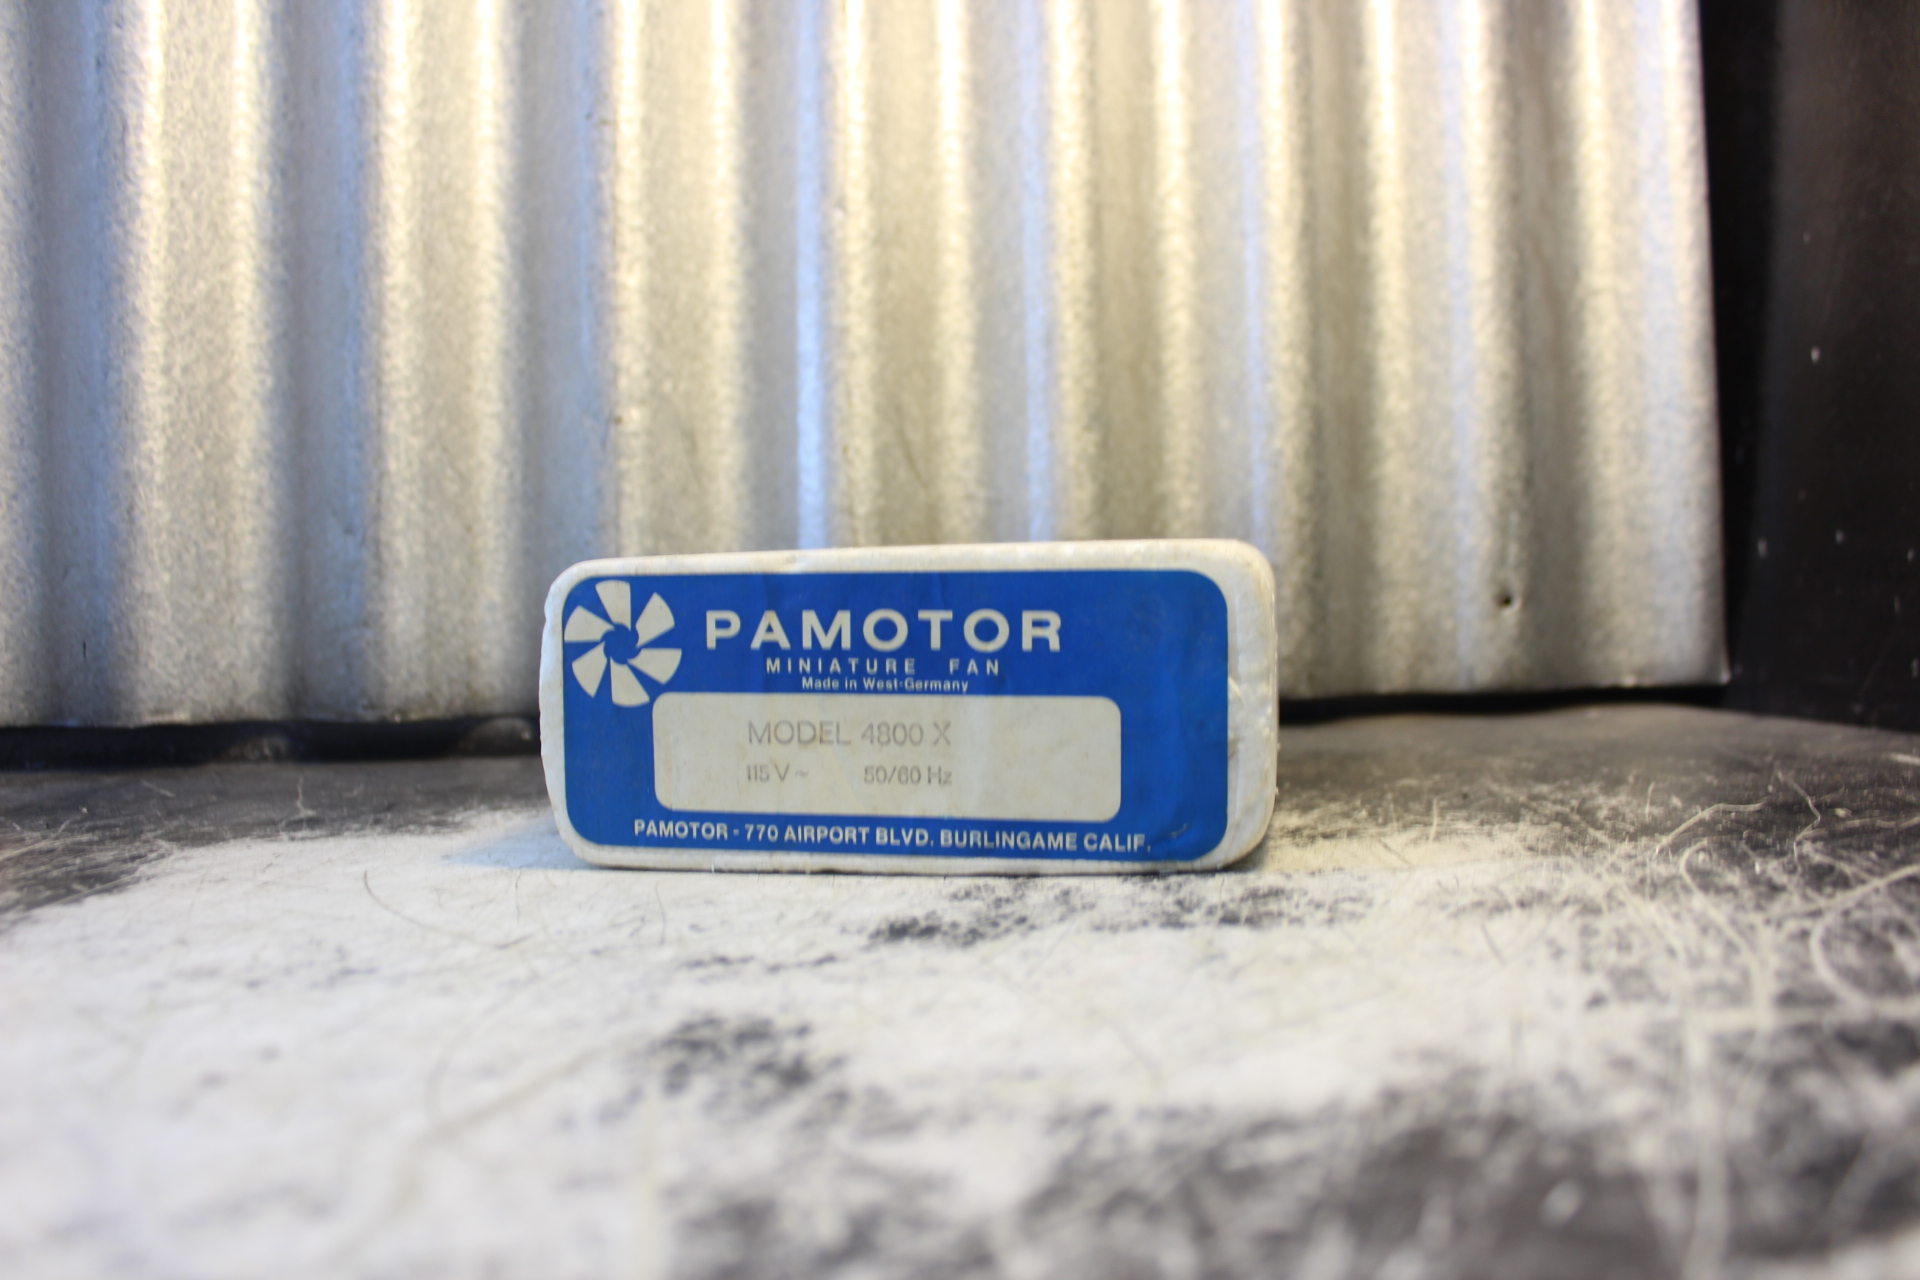 PAMOTOR
MINIATURE FAN
Made in West-Germany
MODEL 4800 X
115 V ~ 50/60 Hz
PAMOTOR - 770 AIRPORT BLVD. BURLINGAME CALIF.